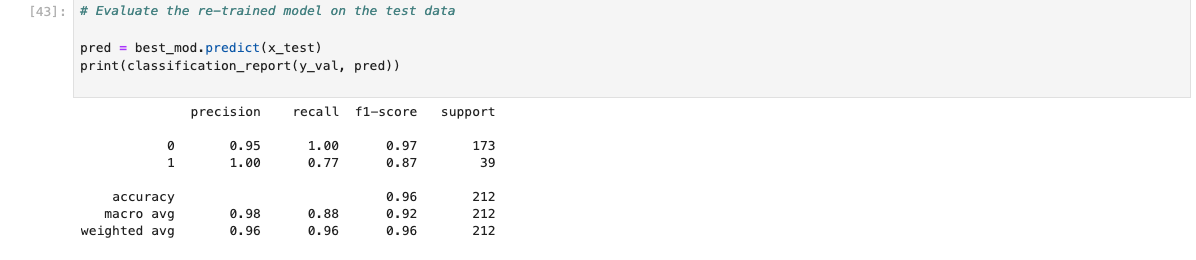 [43]: # Evaluate the re-trained model on the test data
pred = best_mod.predict(x_test)
print(classification_report(y_val, pred))
precision recall f1-score support
0 0.95 1.00 0.97 173
1 1.00 0.77 0.87 39
accuracy 0.96 212
macro avg 0.98 0.88 0.92 212
weighted avg 0.96 0.96 0.96 212